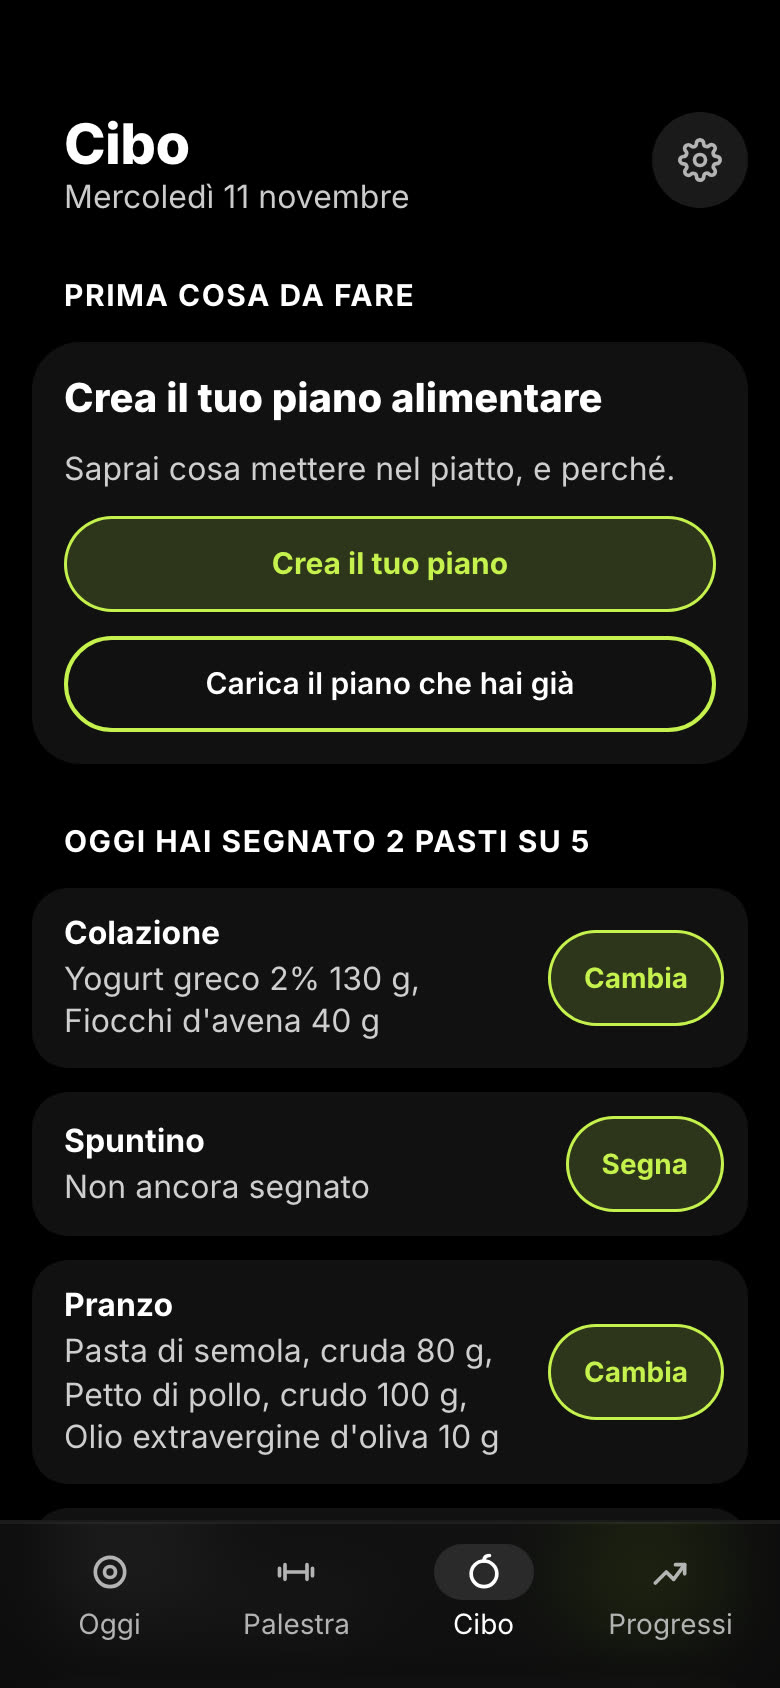 Cibo
Mercoledì 11 novembre
PRIMA COSA DA FARE
Crea il tuo piano alimentare
Saprai cosa mettere nel piatto, e perché.
Crea il tuo piano
Carica il piano che hai già
OGGI HAI SEGNATO 2 PASTI SU 5
Colazione
Yogurt greco 2% 130 g,
Fiocchi d'avena 40 g
Cambia
Spuntino
Non ancora segnato
Segna
Pranzo
Pasta di semola, cruda 80 g,
Petto di pollo, crudo 100 g,
Olio extravergine d'oliva 10 g
Cambia
Oggi
Palestra
Cibo
Progressi